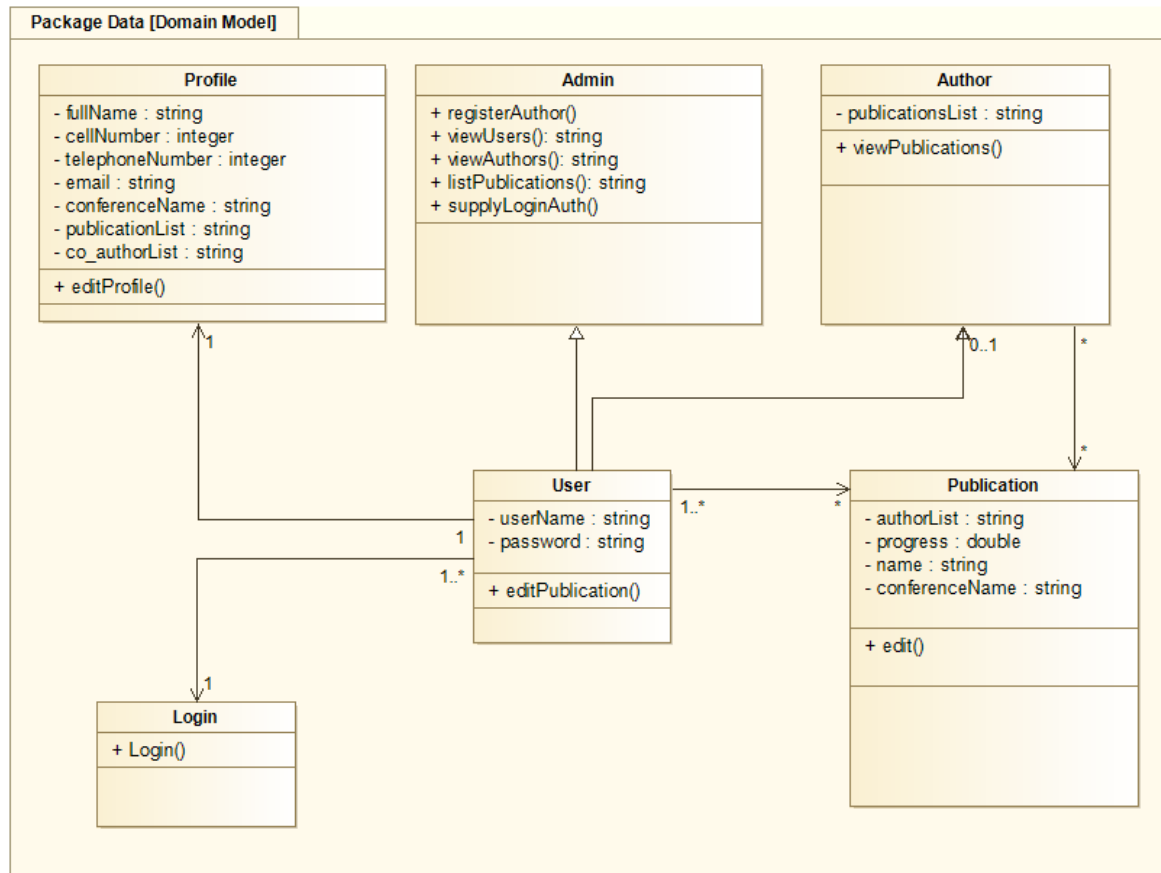 Package Data [Domain Model]
Profile
- fullName : string
- cellNumber : integer
- telephoneNumber : integer
- email : string
- conferenceName : string
- publicationList : string
- co_authorList : string
+ editProfile()
Admin
+ registerAuthor()
+ viewUsers(): string
+ viewAuthors(): string
+ listPublications(): string
+ supplyLoginAuth()
Author
- publicationsList : string
+ viewPublications()
1
0..1
*
*
User
- userName : string
- password : string
+ editPublication()
1
1..*
1..*
*
Publication
- authorList : string
- progress : double
- name : string
- conferenceName : string
+ edit()
1
Login
+ Login()